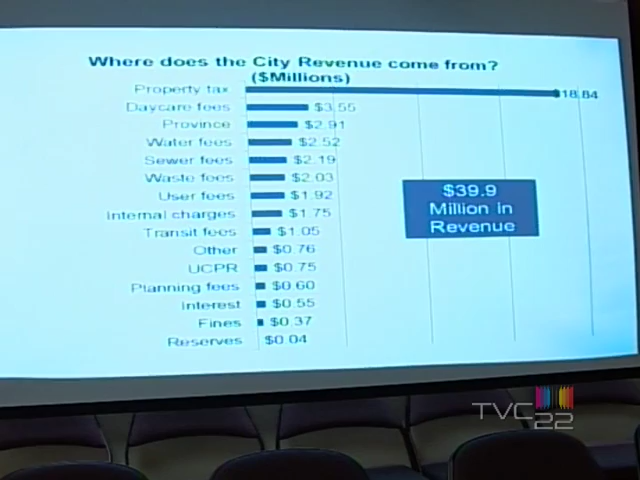 Where does the City Revenue come from?
($Millions)
Property tax 18.84
Daycare fees $3.55
Province $2.91
Water fees $2.52
Sewer fees $2.19
Waste fees $2.03
User fees $1.92
Internal charges $1.75
Transit fees $1.05
Other $0.76
UCPR $0.75
Planning fees $0.60
Interest $0.55
Fines $0.37
Reserves $0.04
$39.9
Million in
Revenue
TVC
22